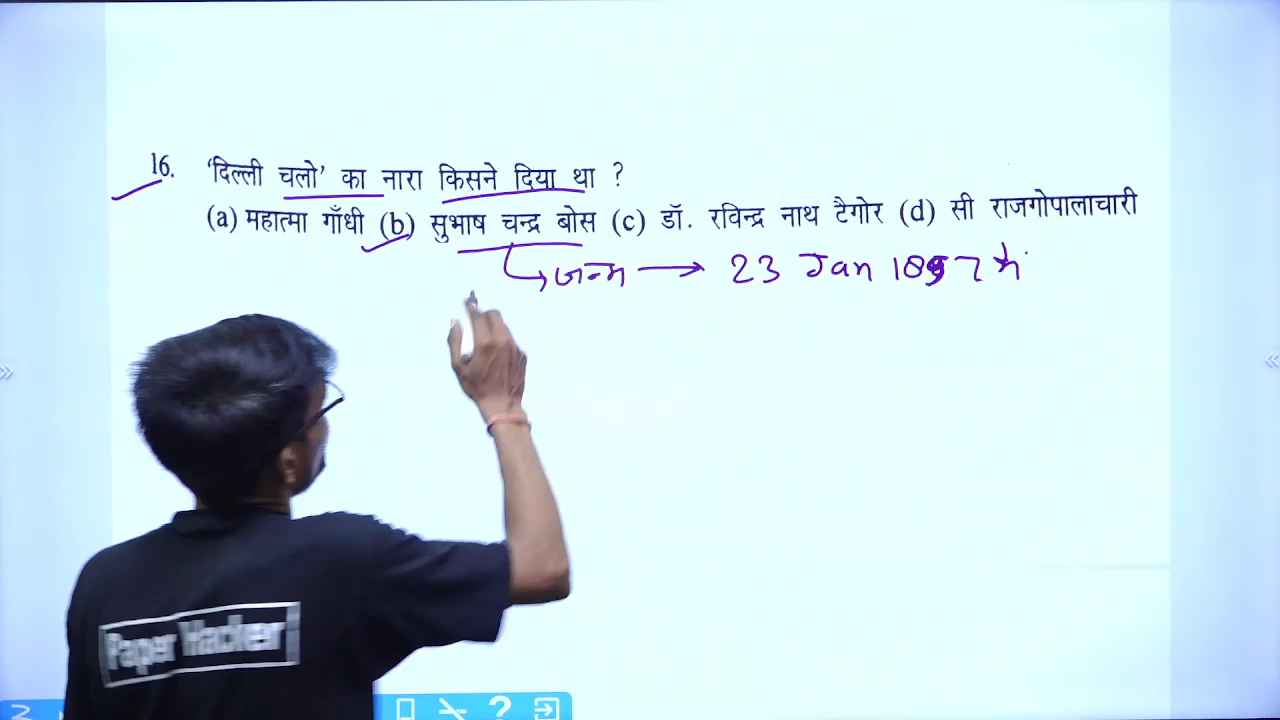 16. 'दिल्ली चलो' का नारा किसने दिया था ?
(a) महात्मा गाँधी (b) सुभाष चन्द्र बोस (c) डॉ. रविन्द्र नाथ टैगोर (d) सी राजगोपालाचारी
जन्म → 23 Jan 1897
Paper Hacker